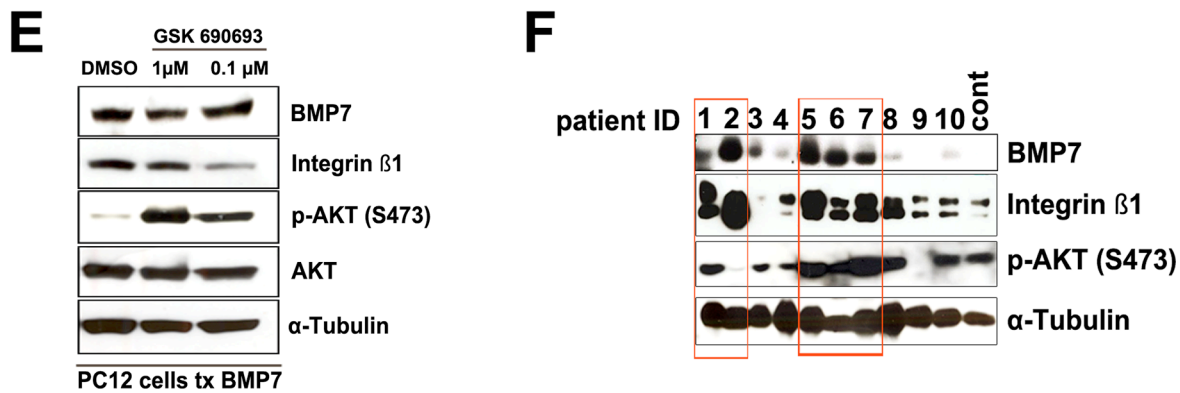 E
GSK 690693
DMSO 1µM 0.1 µM
BMP7
Integrin ß1
p-AKT (S473)
AKT
α-Tubulin
PC12 cells tx BMP7
F
patient ID 1 2 3 4 5 6 7 8 9 10 cont
BMP7
Integrin ß1
p-AKT (S473)
α-Tubulin